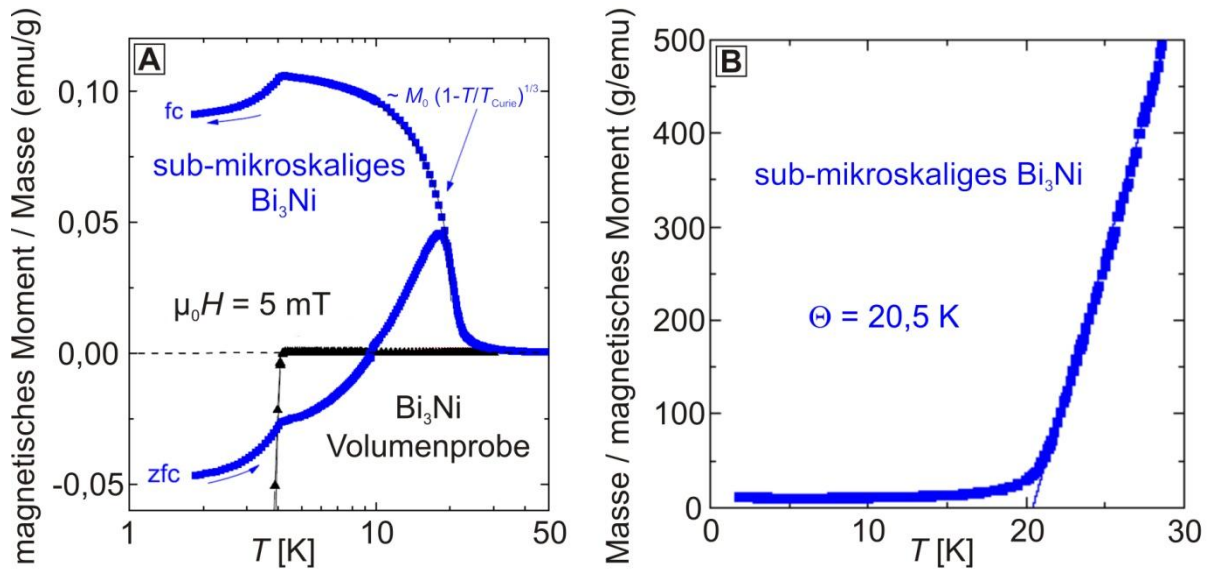 A
magnetisches Moment / Masse (emu/g)
0,10
0,05
0,00
-0,05
fc
~ M₀ (1-T/T_Curie)^1/3
sub-mikroskaliges
Bi₃Ni
μ₀H = 5 mT
Bi₃Ni
Volumenprobe
zfc
1
10
50
T [K]
B
Masse / magnetisches Moment (g/emu)
500
400
300
200
100
0
sub-mikroskaliges Bi₃Ni
Θ = 20,5 K
0
10
20
30
T [K]